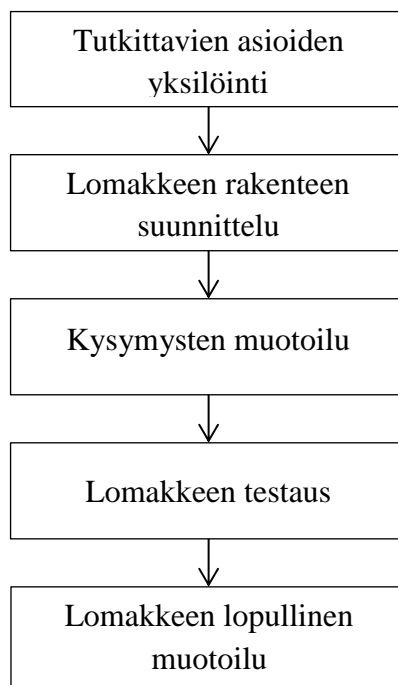 Tutkittavien asioiden
yksilöinti
Lomakkeen rakenteen
suunnittelu
Kysymysten muotoilu
Lomakkeen testaus
Lomakkeen lopullinen
muotoilu